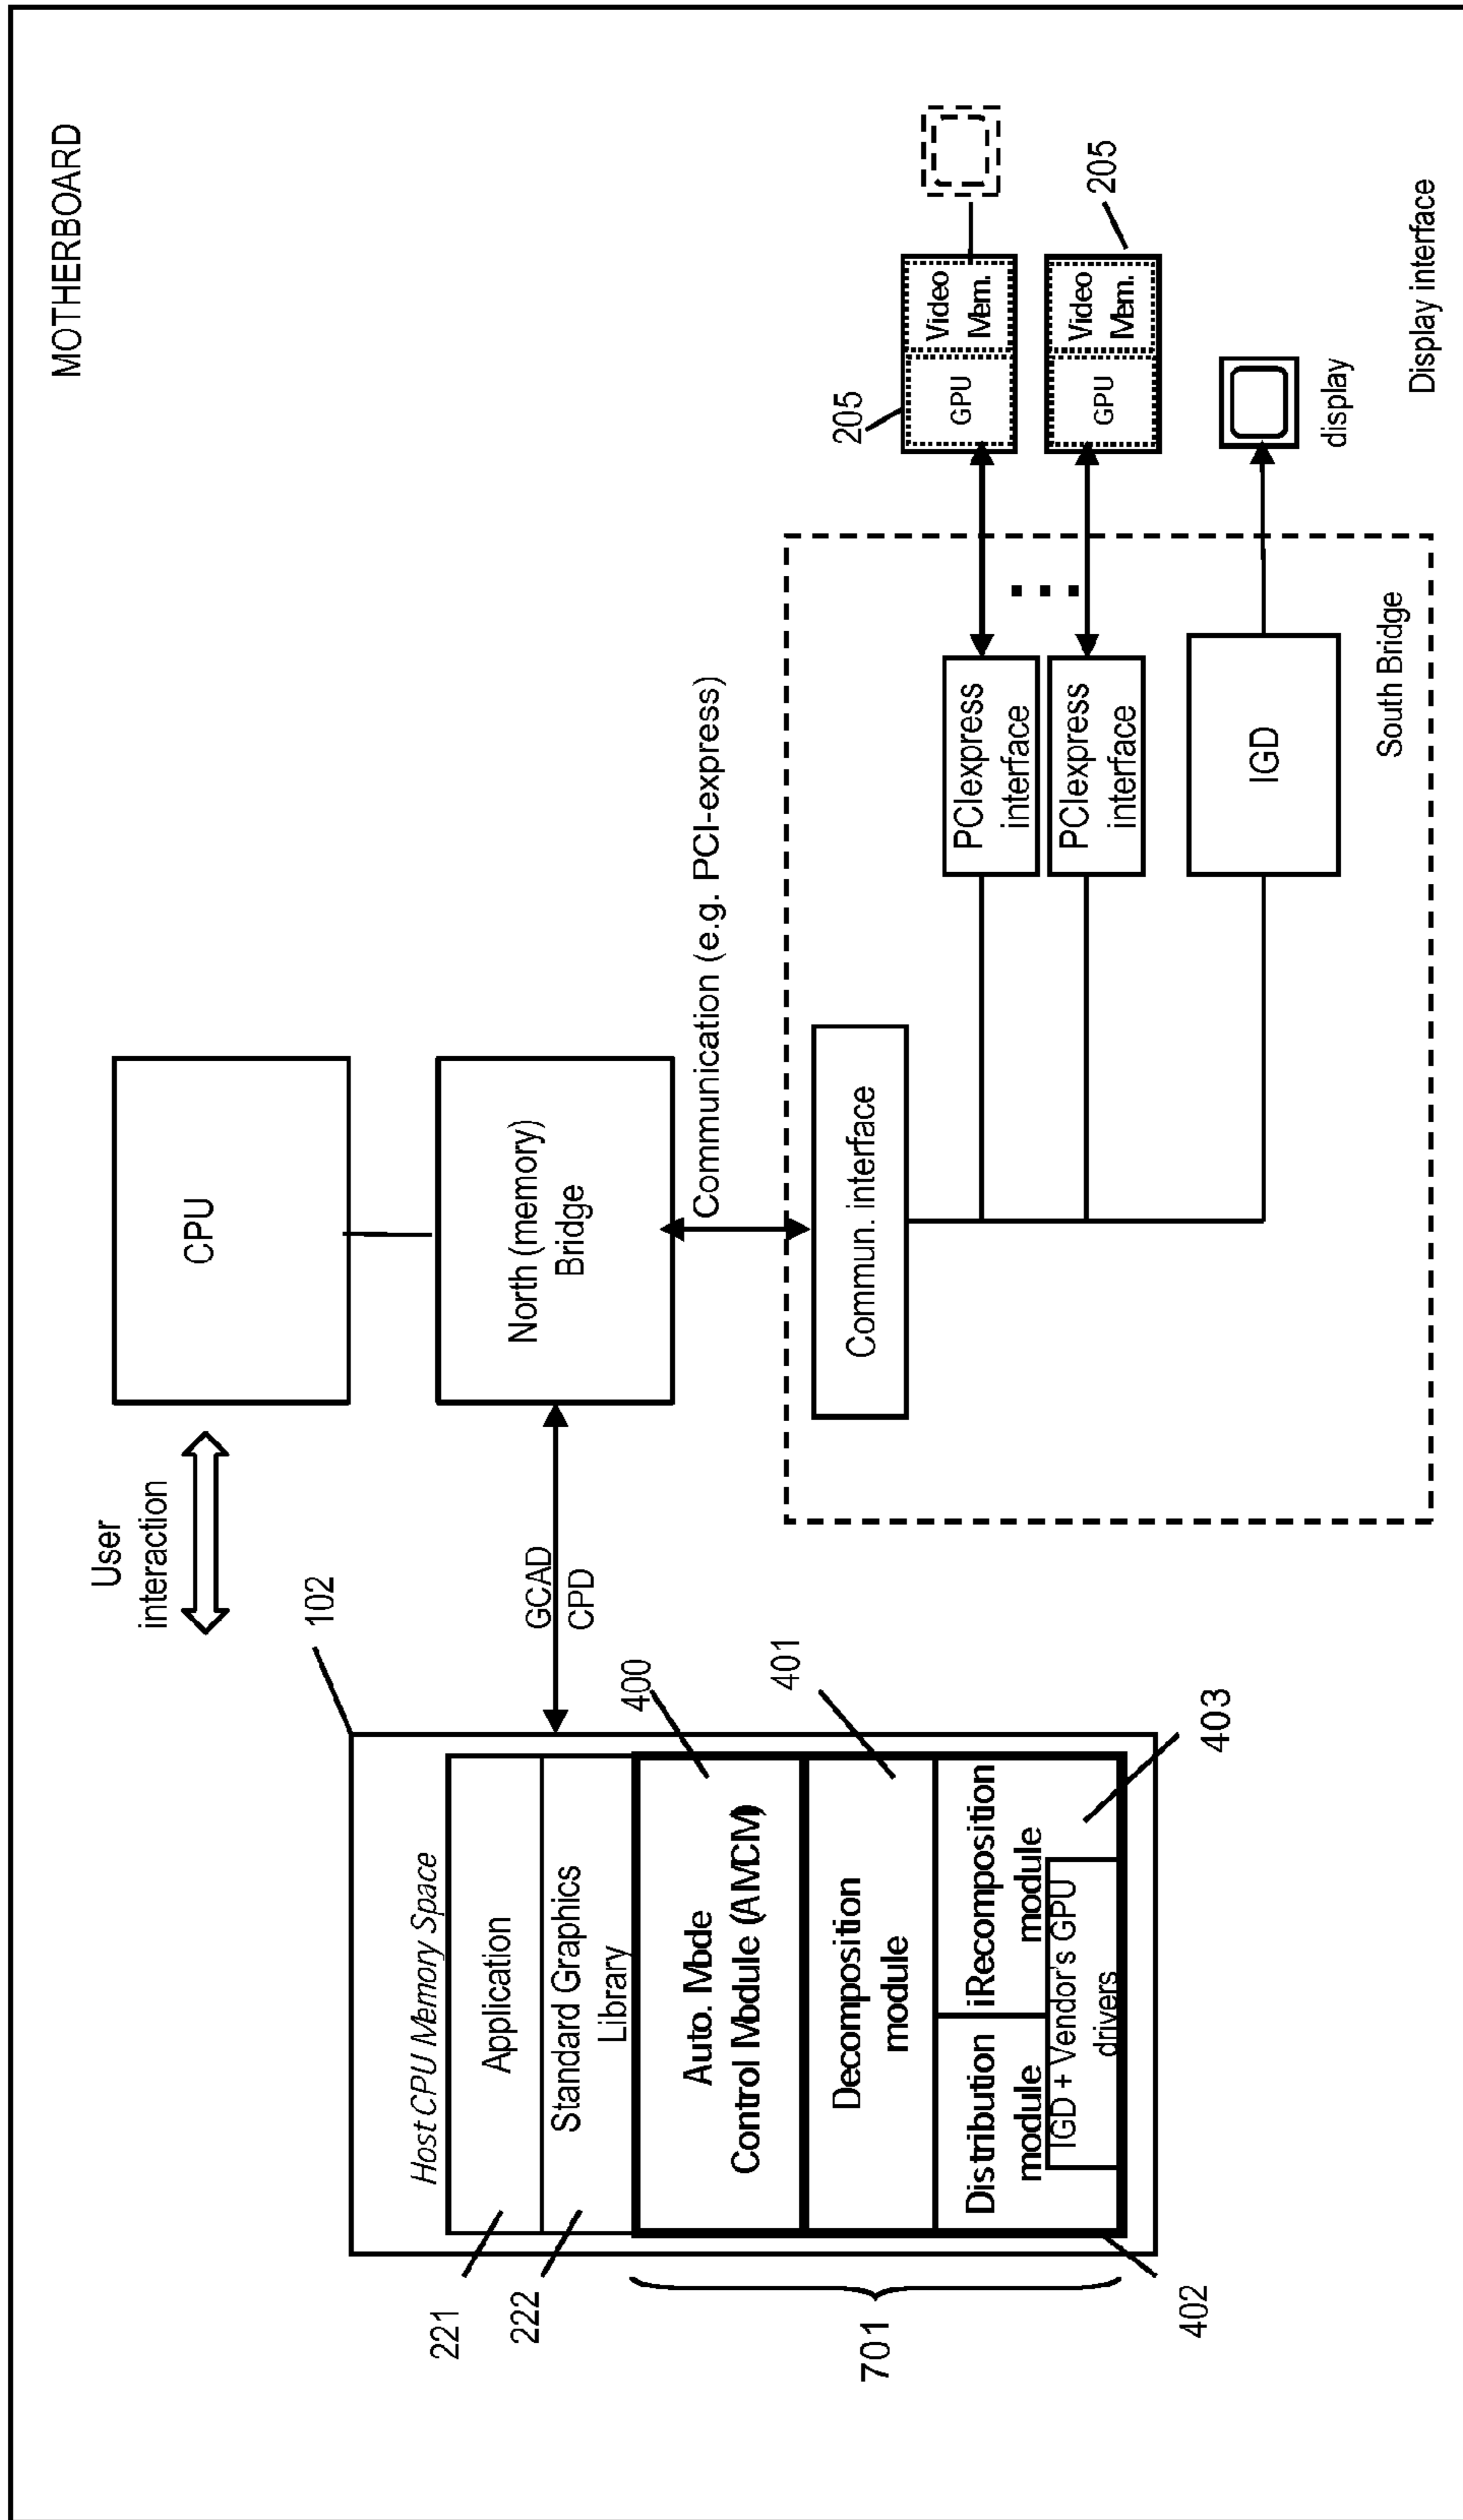 MOTHERBOARD
User
interaction
CPU
102
Host CPU Memory Space
Application
221
Standard Graphics
Library
222
GCAD
CPD
North (memory)
Bridge
400
Auto. Mode
Control Module (AMCM)
401
Decomposition
module
701
Distribution
module
402
iRecomposition
module
403
IGD + Vendor's GPU
drivers
Communication (e.g. PCI-express)
Commun. interface
PCIexpress
interface
PCIexpress
interface
IGD
South Bridge
205
GPU
Video
Mem.
GPU
Video
Mem.
205
display
Display interface